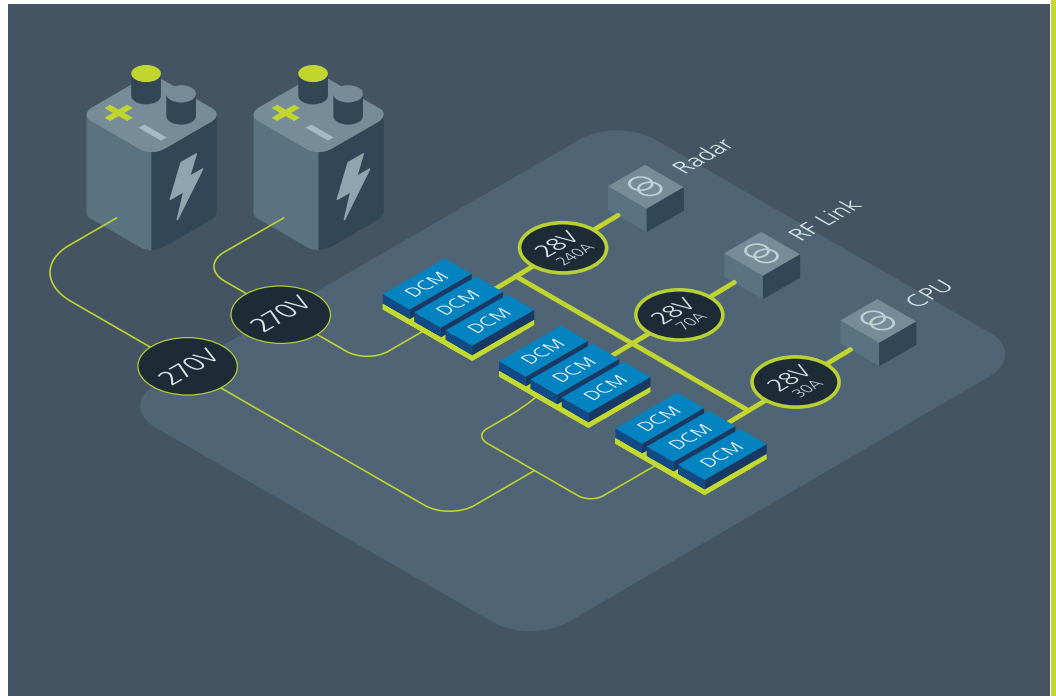 Radar
28V
240A
RF Link
28V
70A
CPU
28V
30A
270V
270V
DCM
DCM
DCM
DCM
DCM
DCM
DCM
DCM
DCM